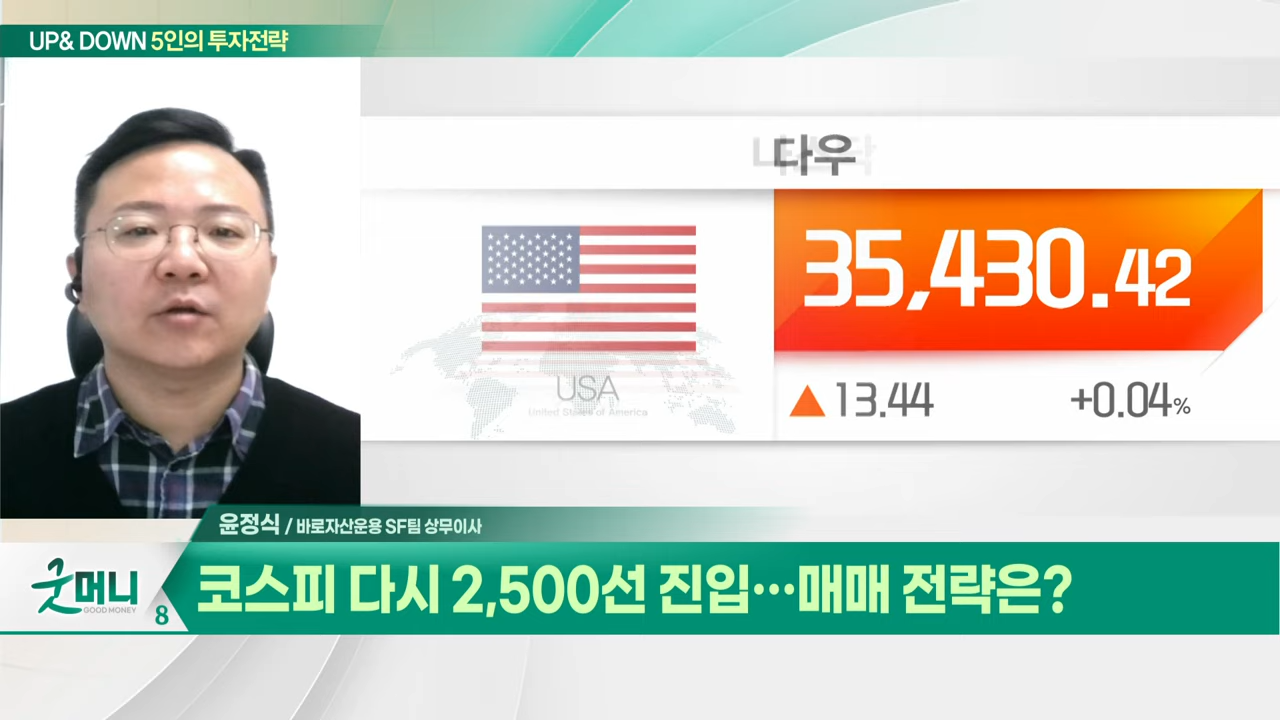 UP& DOWN 5인의 투자전략
다우
35,430.42
USA
United States of America
▲ 13.44 +0.04%
윤정식 / 바로자산운용 SF팀 상무이사
굿머니
GOOD MONEY
8
코스피 다시 2,500선 진입…매매 전략은?